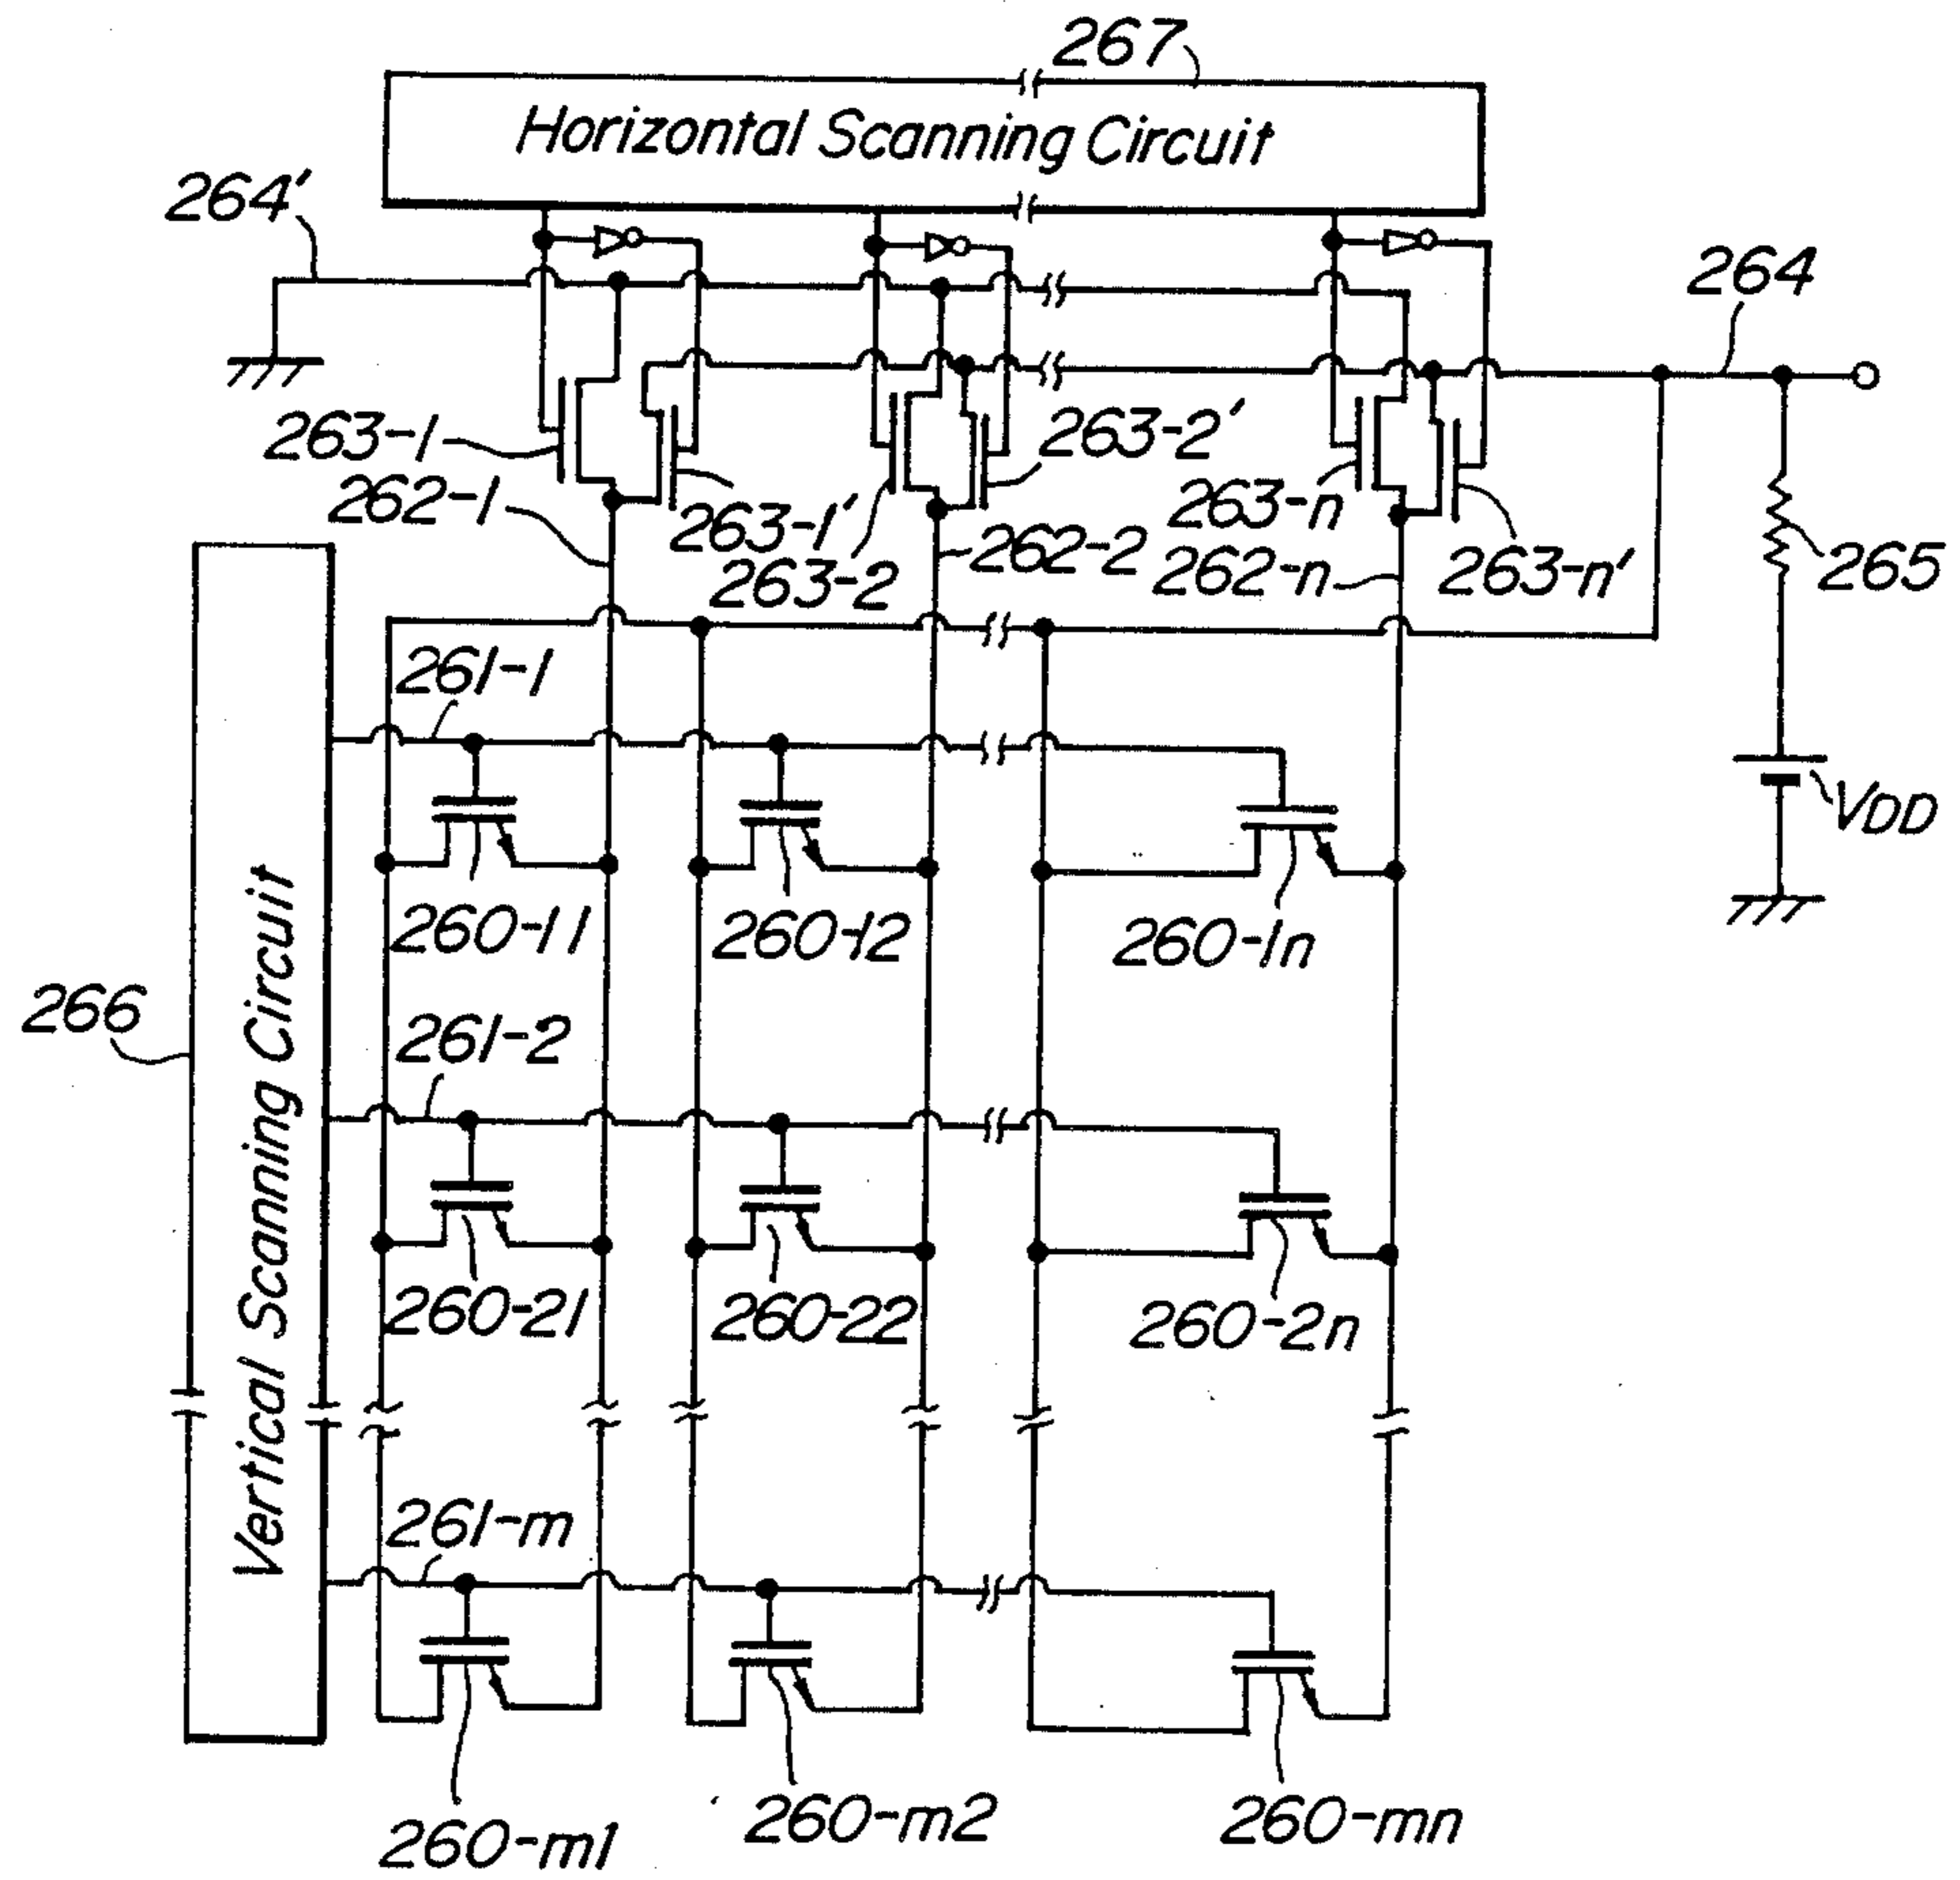 267
Horizontal Scanning Circuit
264'
264
263-1
263-2'
262-1
263-1'
263-n
263-2
262-2
262-n
263-n'
265
261-1
VDD
260-11
260-12
260-1n
266
Vertical Scanning Circuit
261-2
260-21
260-22
260-2n
261-m
260-m1
260-m2
260-mn